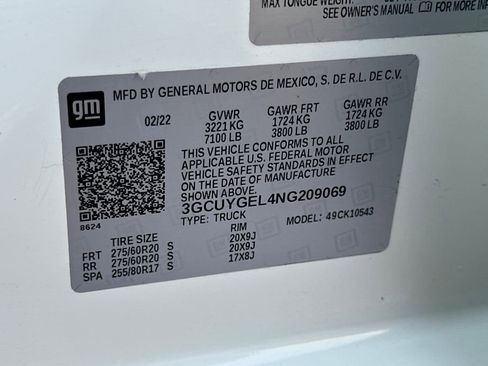 MAX TONGUE WEIGHT:
SEE OWNER'S MANUAL FOR MORE INFO
gm
MFD BY GENERAL MOTORS DE MEXICO, S. DE R.L. DE C.V.
02/22 GVWR GAWR FRT GAWR RR
3221 KG 1724 KG 1724 KG
7100 LB 3800 LB 3800 LB
THIS VEHICLE CONFORMS TO ALL
APPLICABLE U.S. FEDERAL MOTOR
VEHICLE SAFETY STANDARDS IN EFFECT ON
THE DATE OF MANUFACTURE
3GCUYGEL4NG209069
8624 TYPE: TRUCK 49CK10543
TIRE SIZE RIM
FRT 275/60R20 S 20X9J
RR 275/60R20 S 20X9J
SPA 255/80R17 S 17X8J